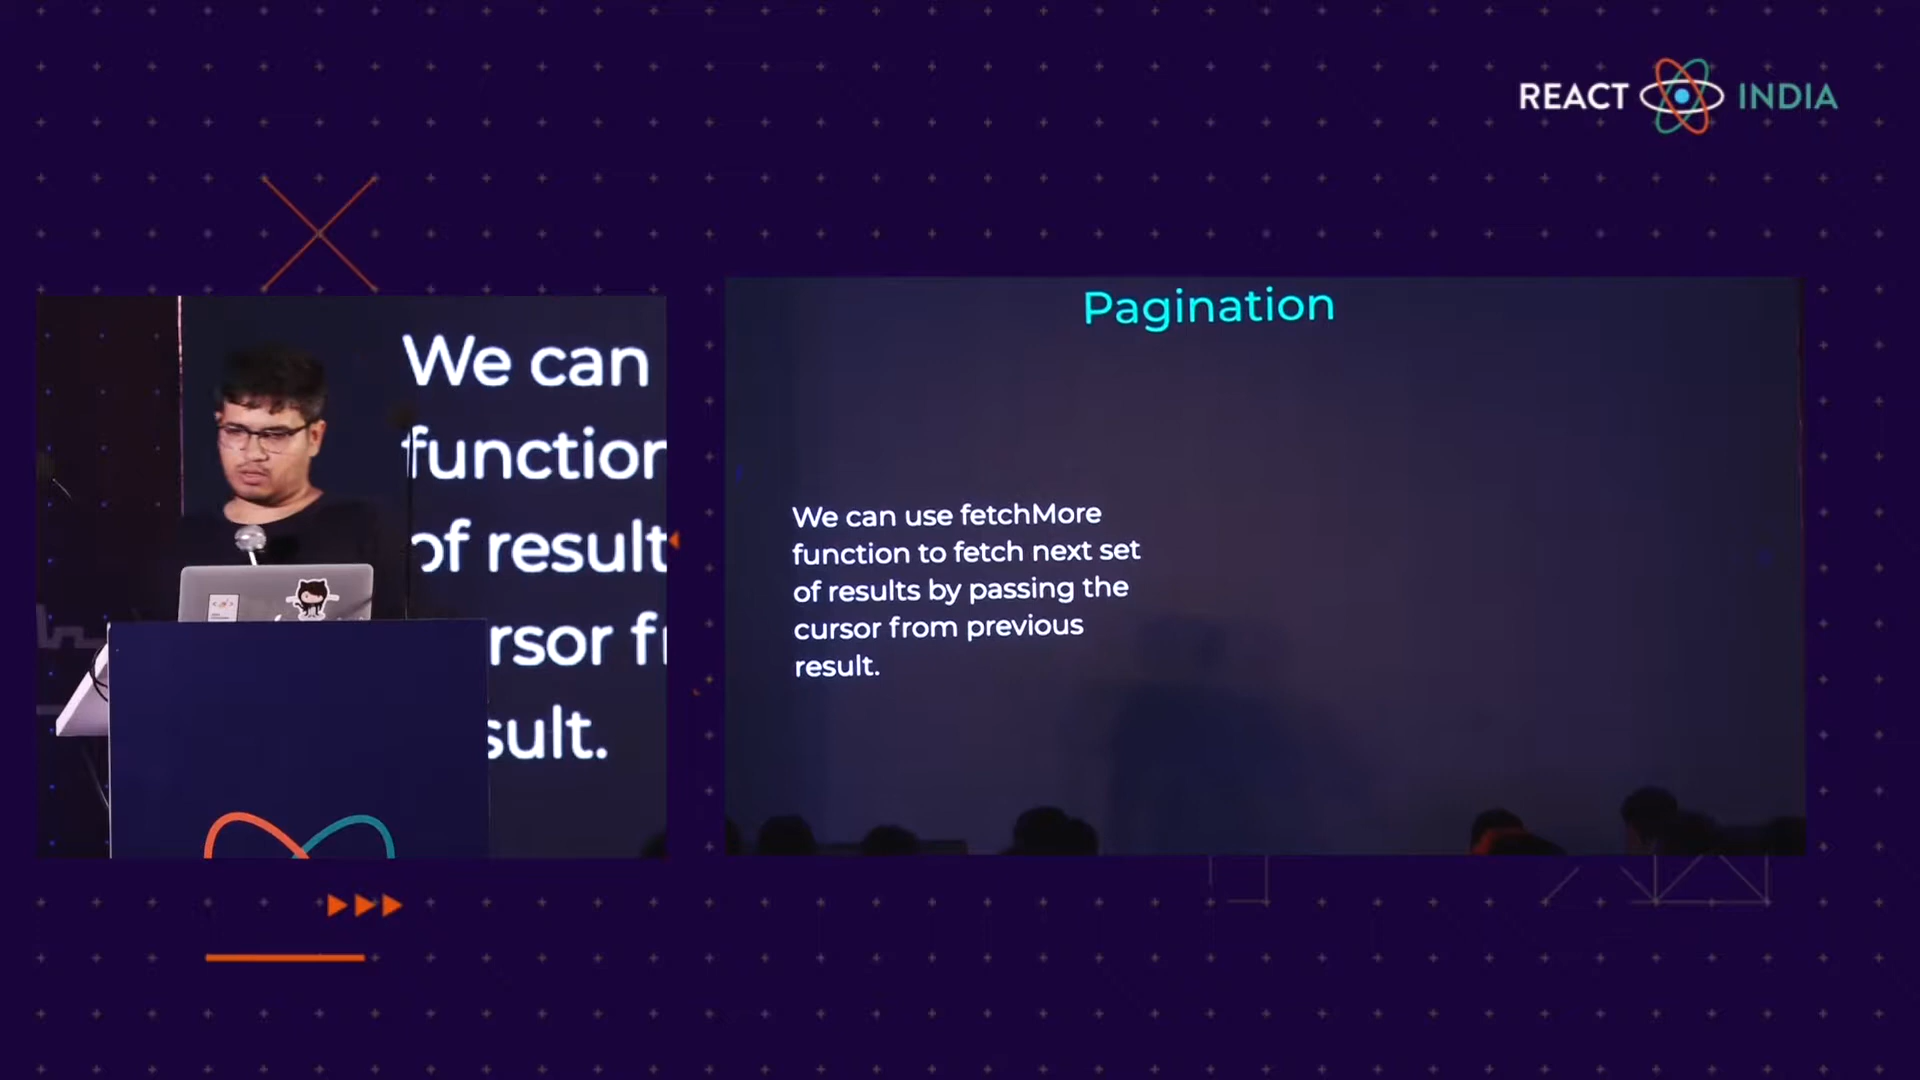 REACT INDIA
We can
function
of result
rsor fr
sult.
Pagination
We can use fetchMore
function to fetch next set
of results by passing the
cursor from previous
result.